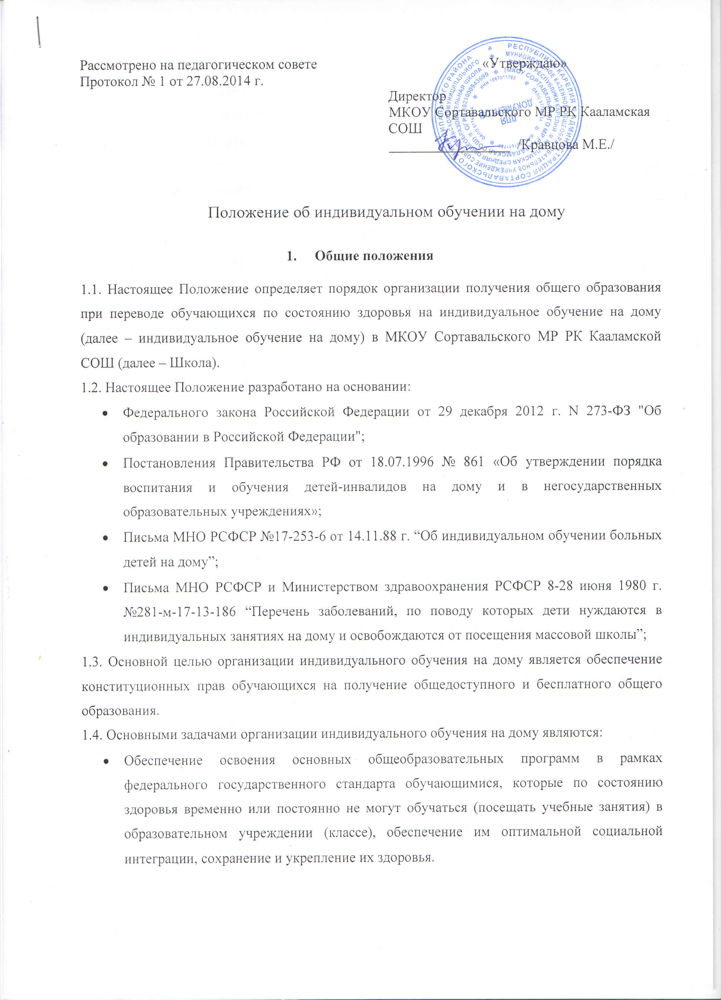 Рассмотрено на педагогическом совете
Протокол № 1 от 27.08.2014 г.
«Утверждаю»
Директор
МКОУ Сортавальского МР РК Кааламская
СОШ
/Кравцова М.Е./
Положение об индивидуальном обучении на дому
1. Общие положения
1.1. Настоящее Положение определяет порядок организации получения общего образования
при переводе обучающихся по состоянию здоровья на индивидуальное обучение на дому
(далее – индивидуальное обучение на дому) в МКОУ Сортавальского МР РК Кааламской
СОШ (далее – Школа).
1.2. Настоящее Положение разработано на основании:
• Федерального закона Российской Федерации от 29 декабря 2012 г. N 273-ФЗ "Об
образовании в Российской Федерации";
• Постановления Правительства РФ от 18.07.1996 № 861 «Об утверждении порядка
воспитания и обучения детей-инвалидов на дому и в негосударственных
образовательных учреждениях»;
• Письма МНО РСФСР №17-253-6 от 14.11.88 г. “Об индивидуальном обучении больных
детей на дому”;
• Письма МНО РСФСР и Министерством здравоохранения РСФСР 8-28 июня 1980 г.
№281-м-17-13-186 “Перечень заболеваний, по поводу которых дети нуждаются в
индивидуальных занятиях на дому и освобождаются от посещения массовой школы”;
1.3. Основной целью организации индивидуального обучения на дому является обеспечение
конституционных прав обучающихся на получение общедоступного и бесплатного общего
образования.
1.4. Основными задачами организации индивидуального обучения на дому являются:
• Обеспечение освоения основных общеобразовательных программ в рамках
федерального государственного стандарта обучающимися, которые по состоянию
здоровья временно или постоянно не могут обучаться (посещать учебные занятия) в
образовательном учреждении (классе), обеспечение им оптимальной социальной
интеграции, сохранение и укрепление их здоровья.
РЕСПУБЛИКИ КАРЕЛИЯ * АДМИНИСТРАЦИЯ СОРТАВАЛЬСКОГО МУНИЦИПАЛЬНОГО РАЙОНА *
ИНН 1007011765